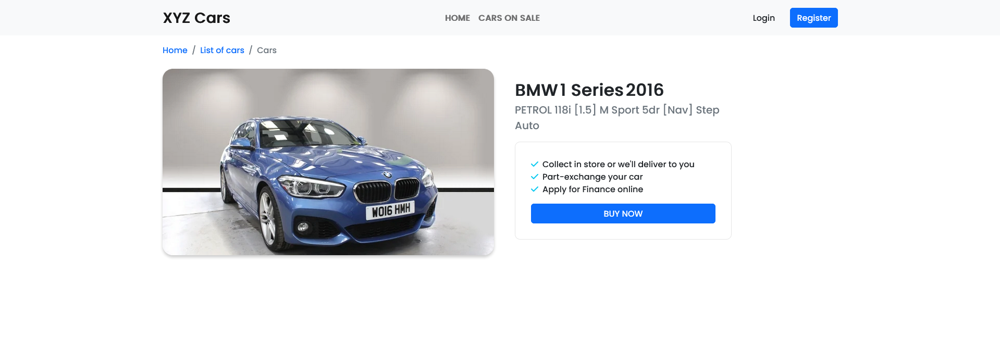 XYZ Cars
HOME CARS ON SALE
Login
Register
Home / List of cars / Cars
BMW 1 Series 2016
PETROL 118i [1.5] M Sport 5dr [Nav] Step
Auto
Collect in store or we'll deliver to you
Part-exchange your car
Apply for Finance online
BUY NOW
WO16 HMH